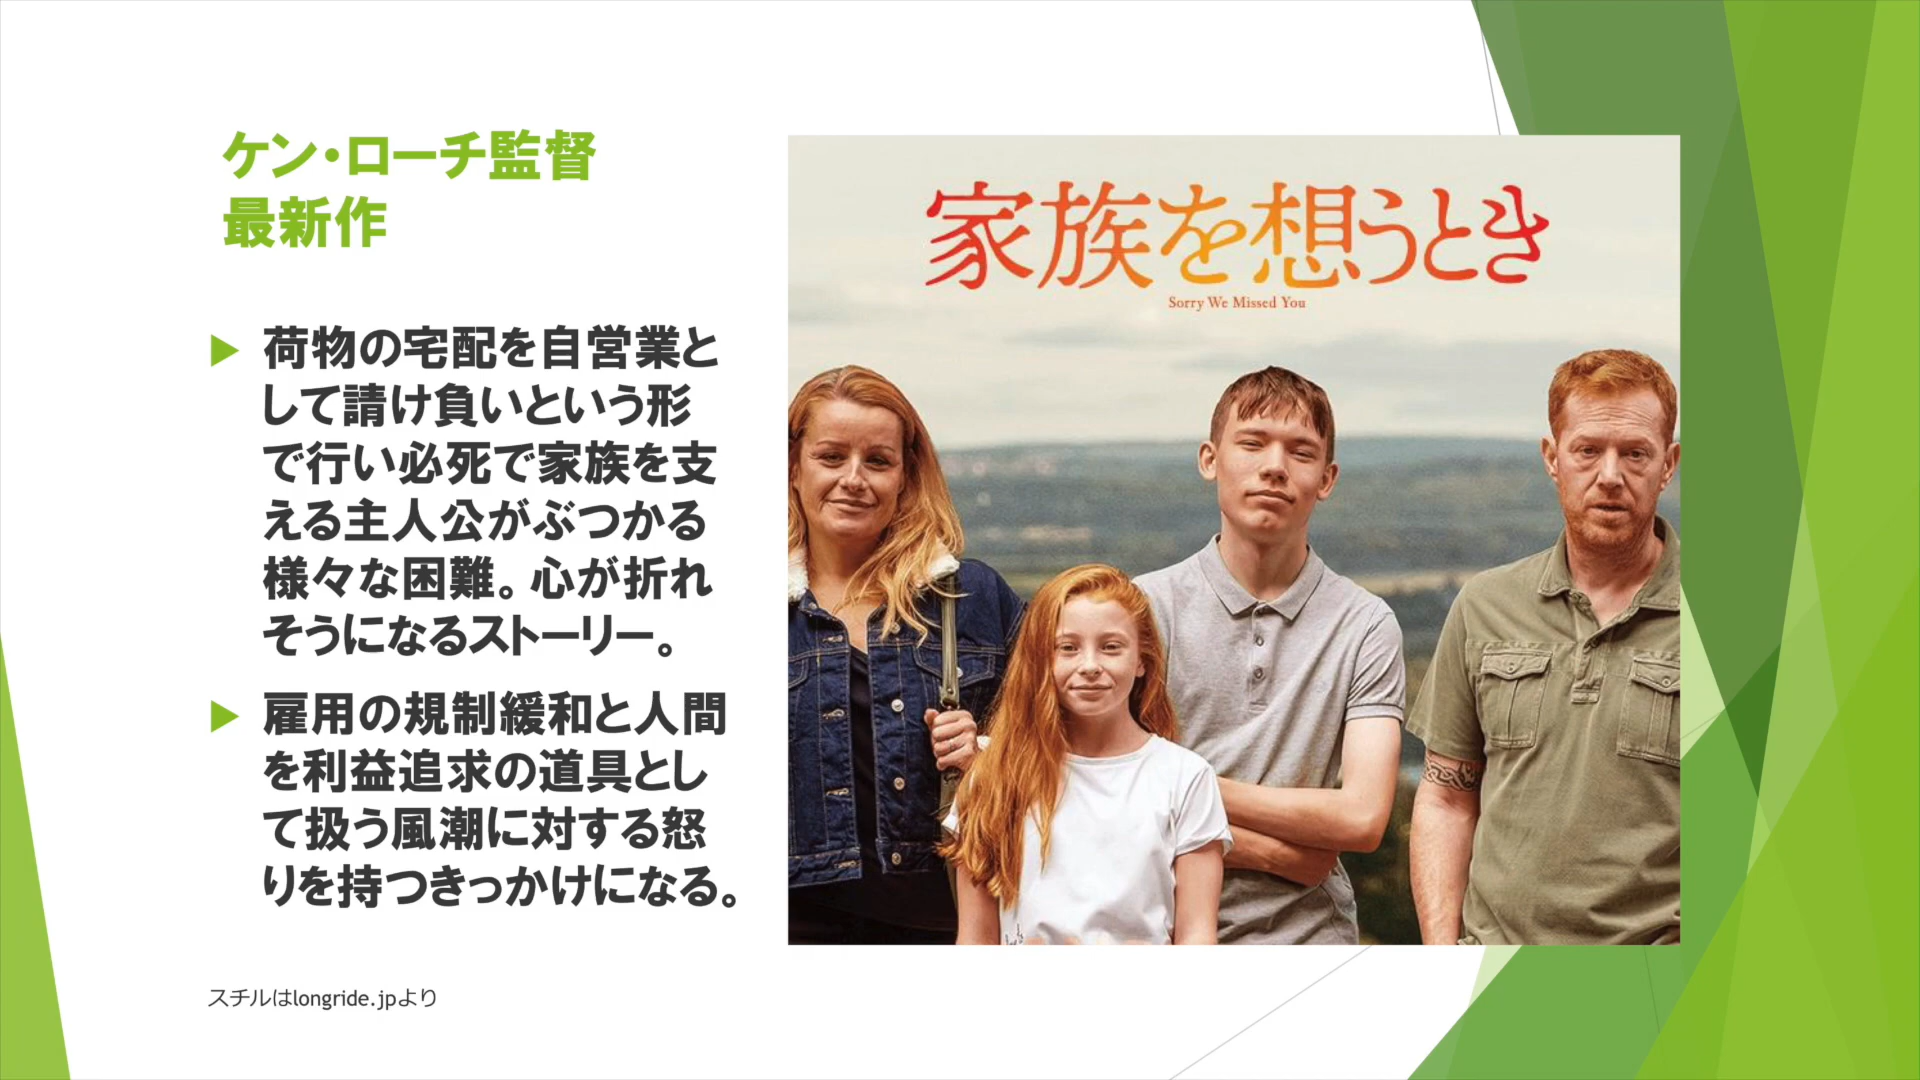 ケン・ローチ監督
最新作
荷物の宅配を自営業と
して請け負いという形
で行い必死で家族を支
える主人公がぶつかる
様々な困難。心が折れ
そうになるストーリー。
雇用の規制緩和と人間
を利益追求の道具とし
て扱う風潮に対する怒
りを持つきっかけになる。
スチルはlongride.jpより
家族を想うとき
Sorry We Missed You